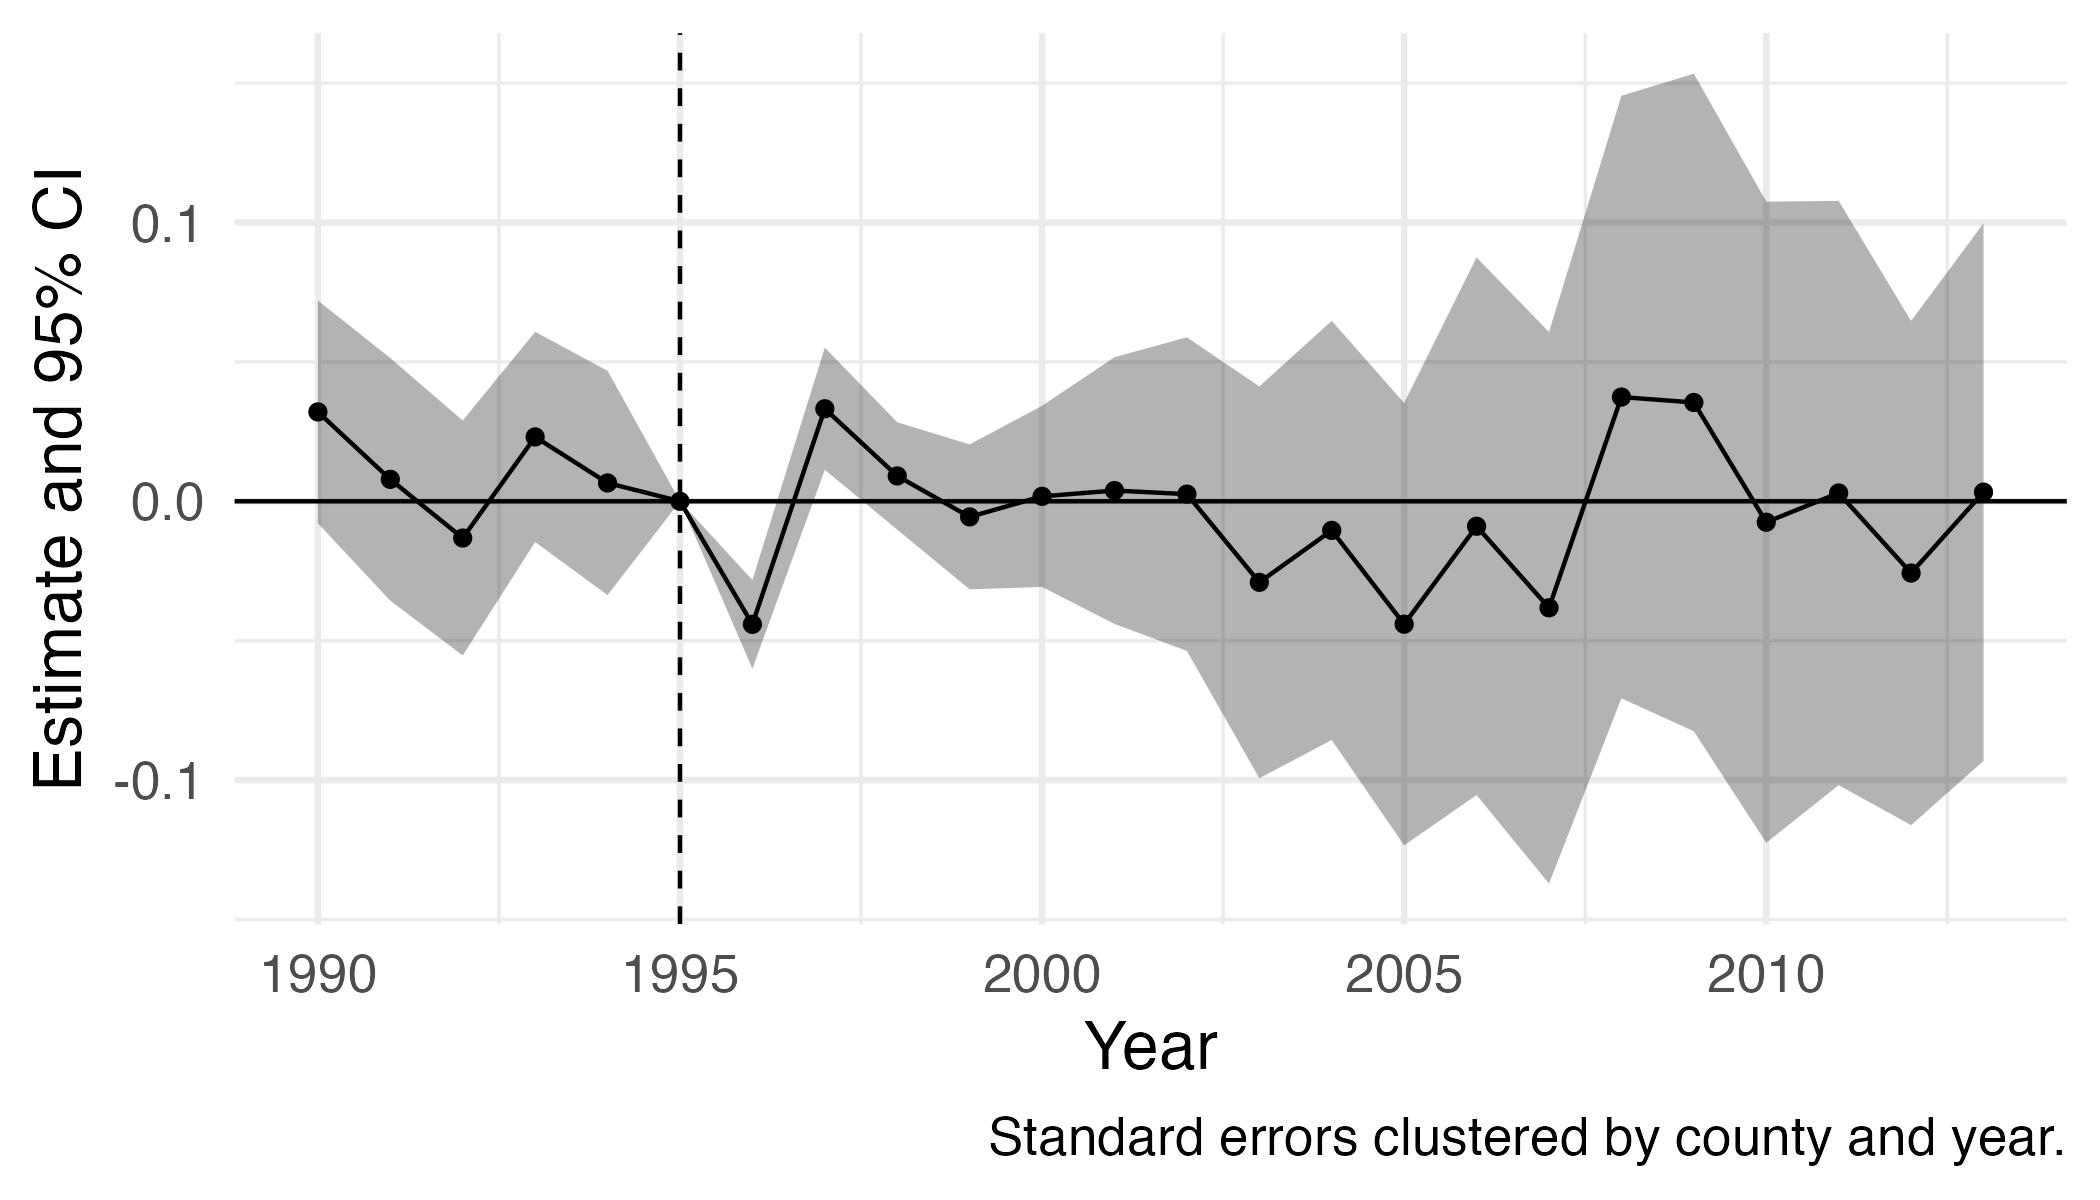 Estimate and 95% CI
0.1
0.0
-0.1
1990 1995 2000 2005 2010
Year
Standard errors clustered by county and year.